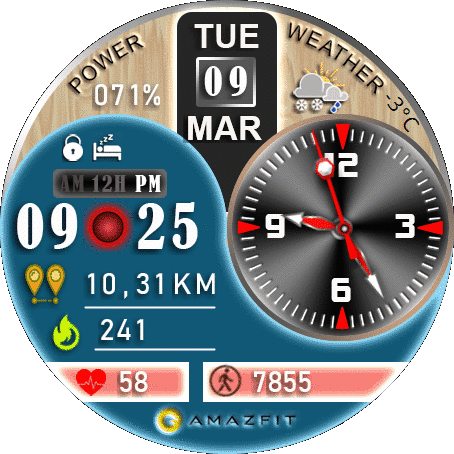 POWER
071%
TUE
09
MAR
WEATHER -3°C
zzz
AM 12H PM
09 25
12
9 3
6
10,31KM
241
58
7855
AMAZFIT